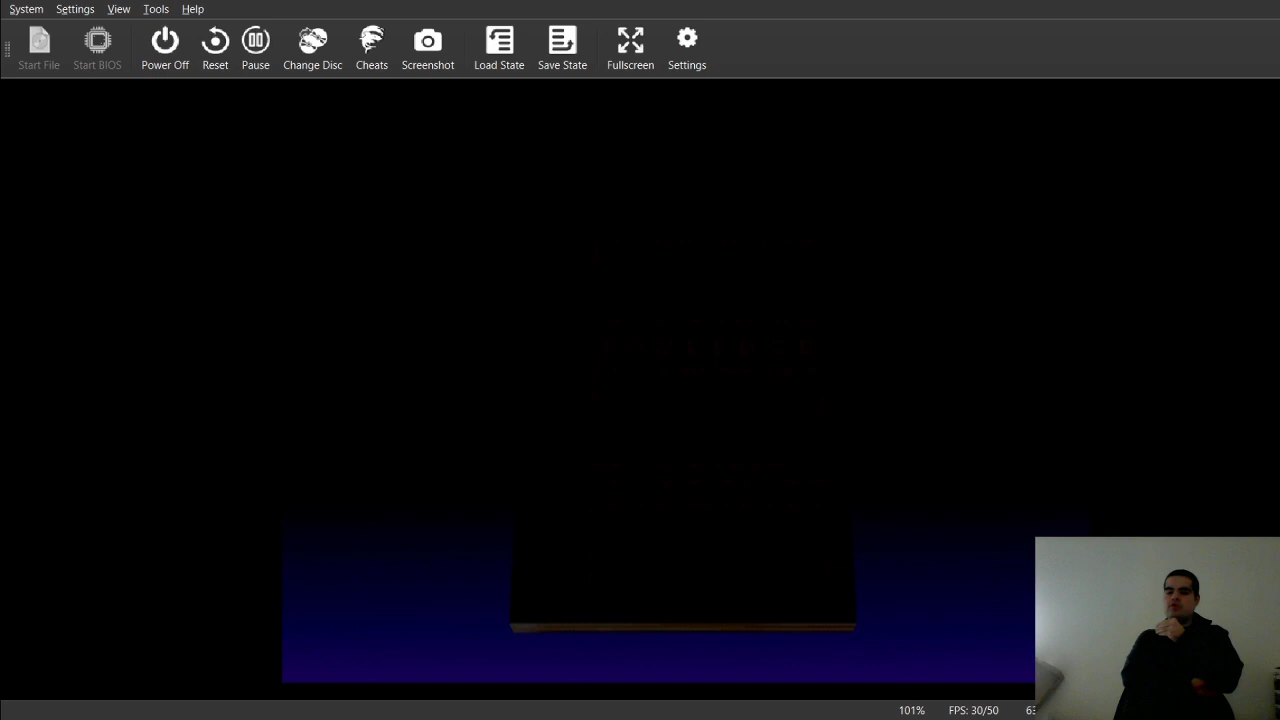 System Settings View Tools Help
Start File Start BIOS Power Off Reset Pause Change Disc Cheats Screenshot Load State Save State Fullscreen Settings
101% FPS: 30/50